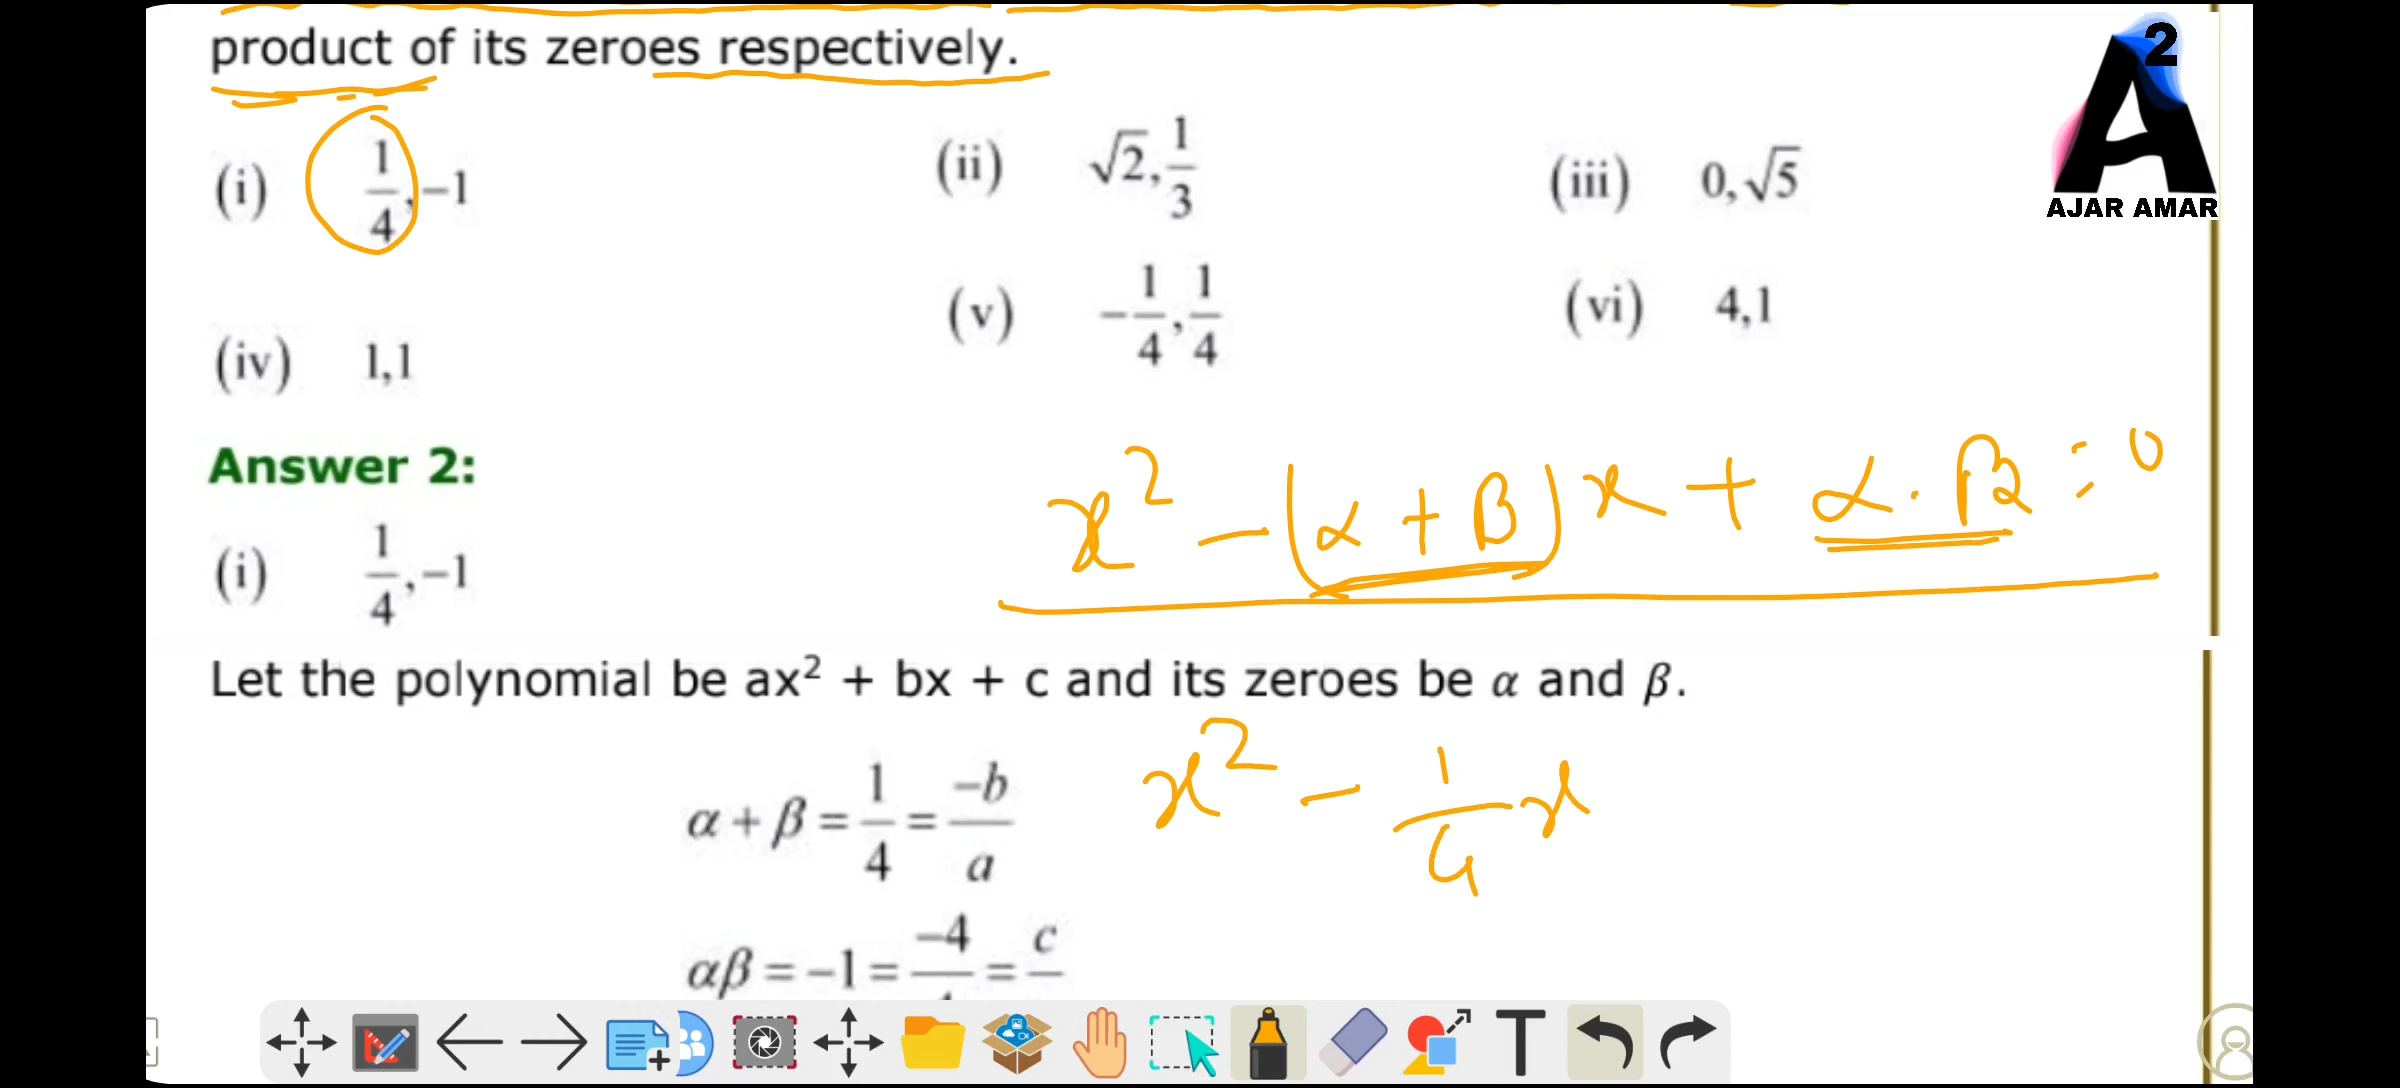 product of its zeroes respectively.
2
AJAR AMAR
(i) 1/4, −1 (ii) √2, 1/3 (iii) 0, √5
(iv) 1,1 (v) −1/4, 1/4 (vi) 4,1
Answer 2:
x² − (α + β)x + α . β = 0
(i) 1/4, −1
Let the polynomial be ax² + bx + c and its zeroes be α and β.
α + β = 1/4 = −b/a
x² − 1/4 x
αβ = −1 = −4/ = c/
T